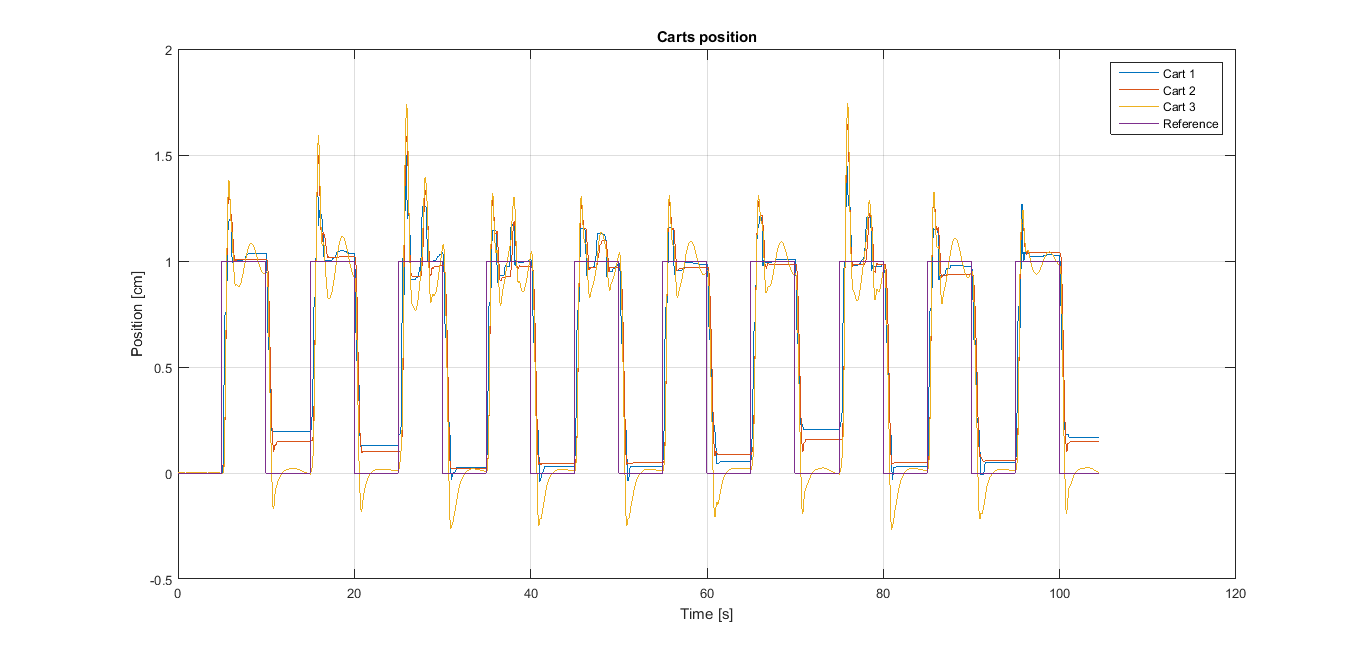 Carts position
Cart 1
Cart 2
Cart 3
Reference
2
1.5
1
0.5
0
-0.5
Position [cm]
0 20 40 60 80 100 120
Time [s]